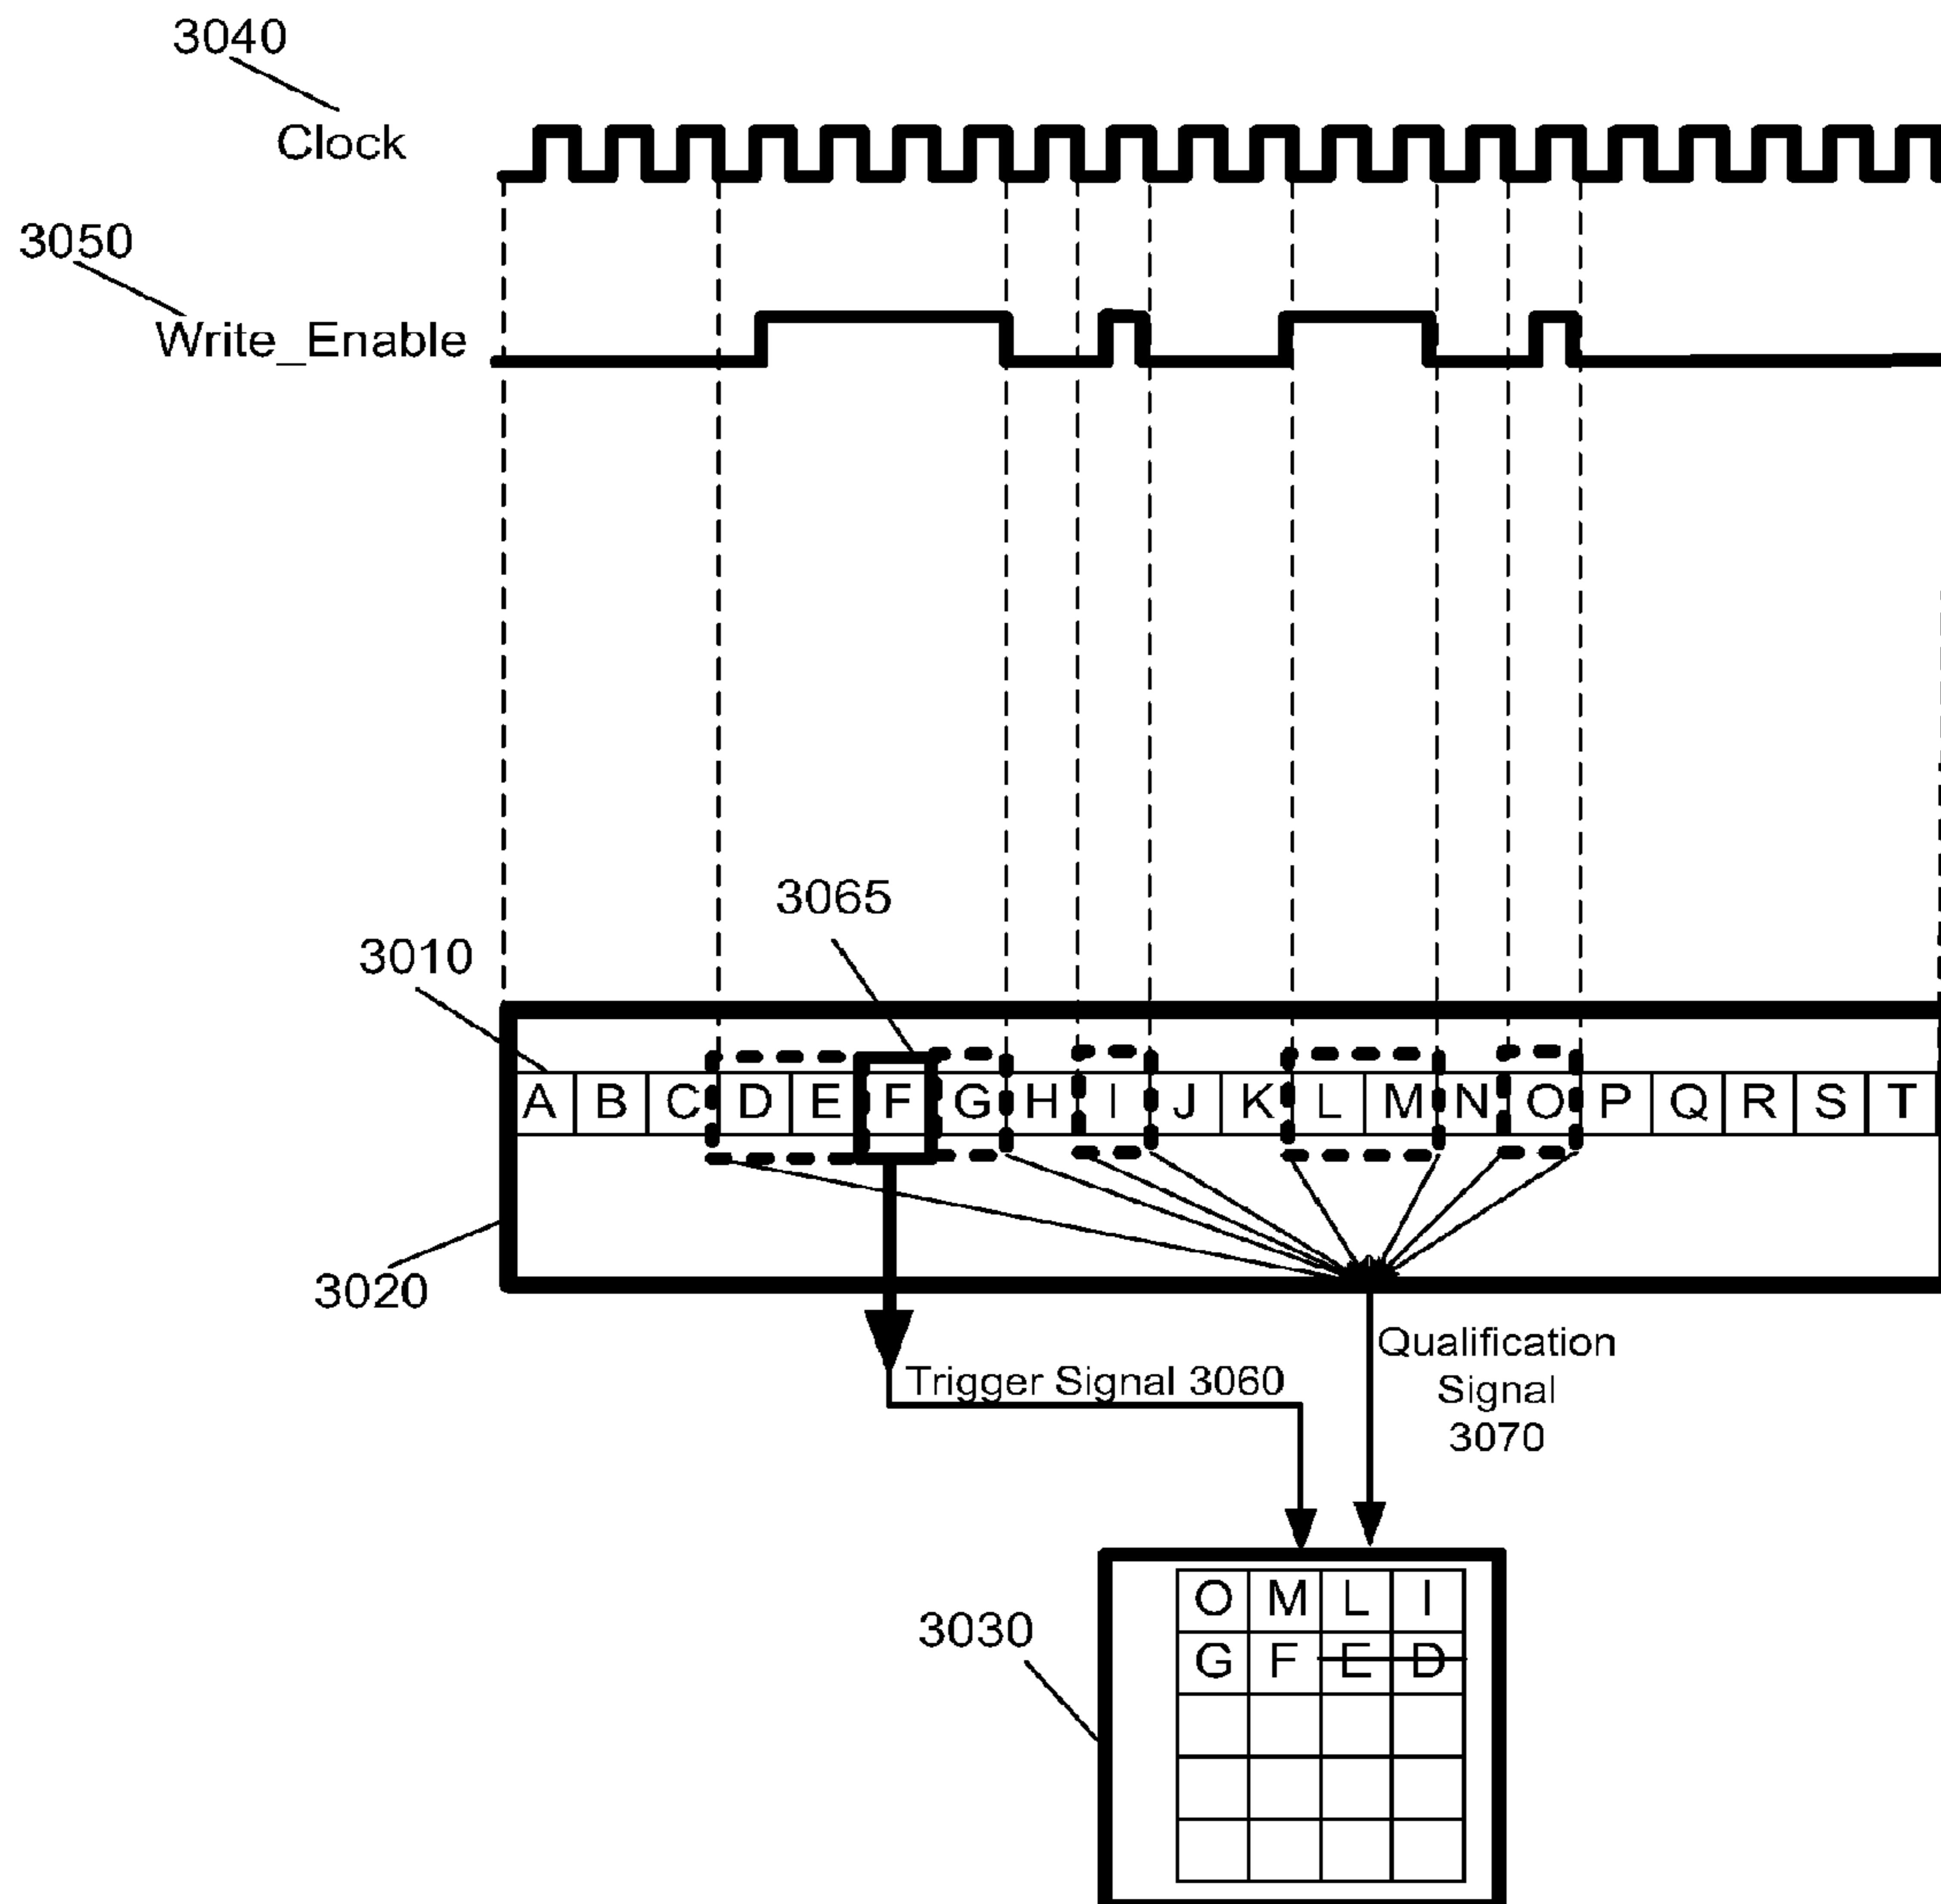 3040
Clock
3050
Write_Enable
3065
3010
A B C D E F G H I J K L M N O P Q R S T
3020
Trigger Signal 3060
Qualification
Signal
3070
3030
O M L I
G F E D